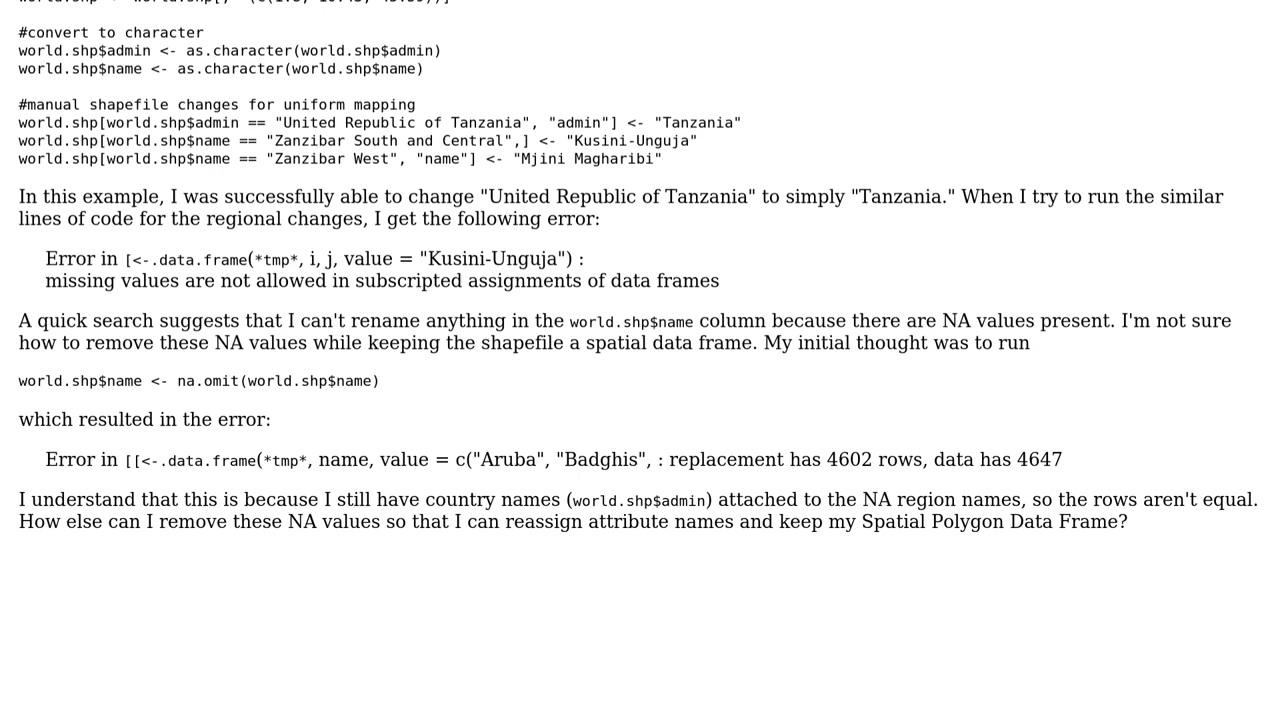 #convert to character
world.shp$admin <- as.character(world.shp$admin)
world.shp$name <- as.character(world.shp$name)
#manual shapefile changes for uniform mapping
world.shp[world.shp$admin == "United Republic of Tanzania", "admin"] <- "Tanzania"
world.shp[world.shp$name == "Zanzibar South and Central",] <- "Kusini-Unguja"
world.shp[world.shp$name == "Zanzibar West", "name"] <- "Mjini Magharibi"
In this example, I was successfully able to change "United Republic of Tanzania" to simply "Tanzania." When I try to run the similar
lines of code for the regional changes, I get the following error:
Error in [<-.data.frame(*tmp*, i, j, value = "Kusini-Unguja") :
missing values are not allowed in subscripted assignments of data frames
A quick search suggests that I can't rename anything in the world.shp$name column because there are NA values present. I'm not sure
how to remove these NA values while keeping the shapefile a spatial data frame. My initial thought was to run
world.shp$name <- na.omit(world.shp$name)
which resulted in the error:
Error in [[<-.data.frame(*tmp*, name, value = c("Aruba", "Badghis", : replacement has 4602 rows, data has 4647
I understand that this is because I still have country names (world.shp$admin) attached to the NA region names, so the rows aren't equal.
How else can I remove these NA values so that I can reassign attribute names and keep my Spatial Polygon Data Frame?